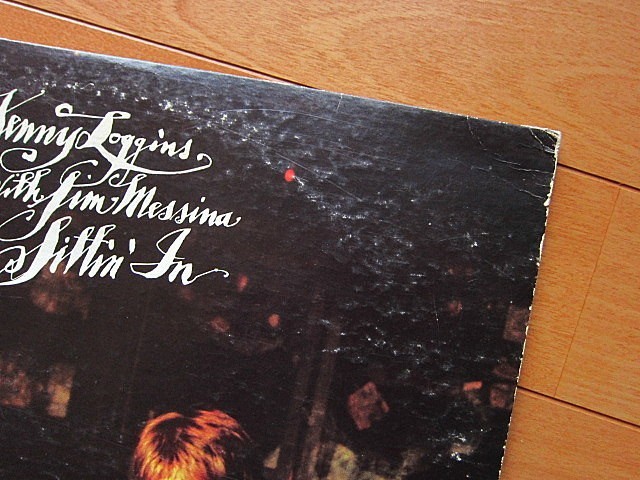 Kenny Loggins
with Jim Messina
Sittin' In